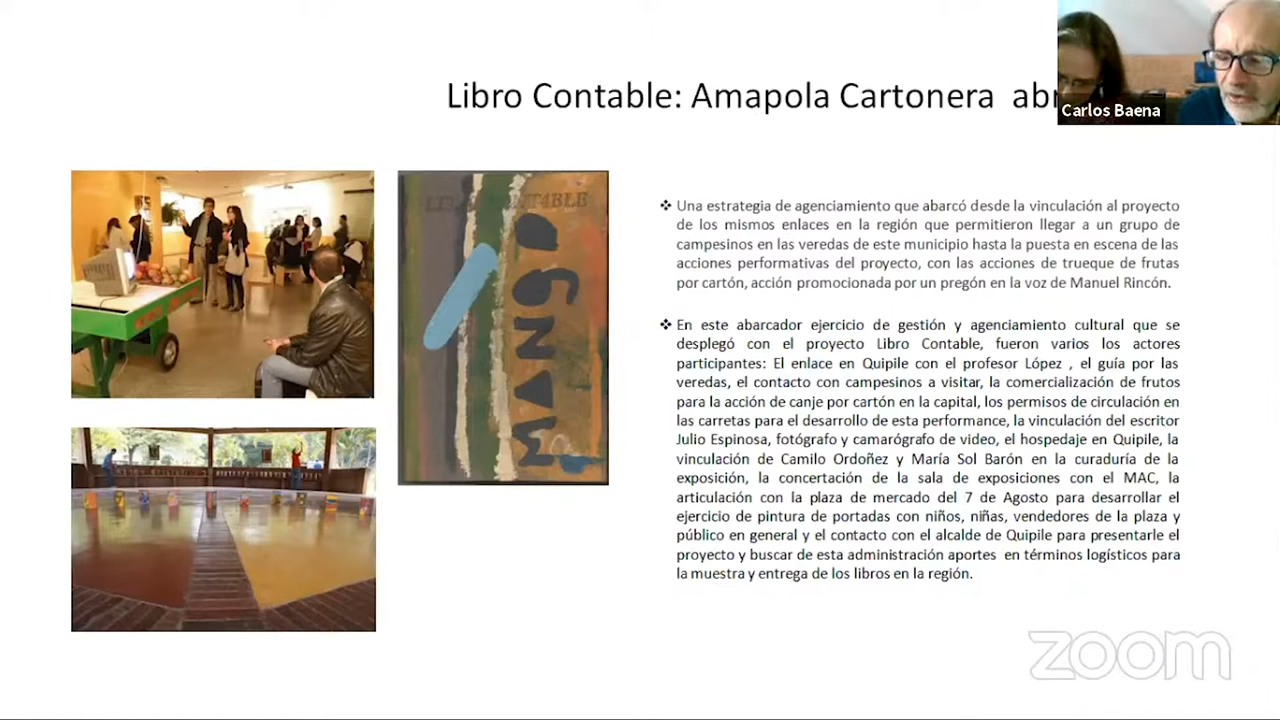 Libro Contable: Amapola Cartonera
Carlos Baena
LIBRO CONTABLE
MANGO
❖ Una estrategia de agenciamiento que abarcó desde la vinculación al proyecto
de los mismos enlaces en la región que permitieron llegar a un grupo de
campesinos en las veredas de este municipio hasta la puesta en escena de las
acciones performativas del proyecto, con las acciones de trueque de frutas
por cartón, acción promocionada por un pregón en la voz de Manuel Rincón.
❖ En este abarcador ejercicio de gestión y agenciamiento cultural que se
desplegó con el proyecto Libro Contable, fueron varios los actores
participantes: El enlace en Quipile con el profesor López , el guía por las
veredas, el contacto con campesinos a visitar, la comercialización de frutos
para la acción de canje por cartón en la capital, los permisos de circulación en
las carretas para el desarrollo de esta performance, la vinculación del escritor
Julio Espinosa, fotógrafo y camarógrafo de video, el hospedaje en Quipile, la
vinculación de Camilo Ordoñez y María Sol Barón en la curaduría de la
exposición, la concertación de la sala de exposiciones con el MAC, la
articulación con la plaza de mercado del 7 de Agosto para desarrollar el
ejercicio de pintura de portadas con niños, niñas, vendedores de la plaza y
público en general y el contacto con el alcalde de Quipile para presentarle el
proyecto y buscar de esta administración aportes en términos logísticos para
la muestra y entrega de los libros en la región.
zoom